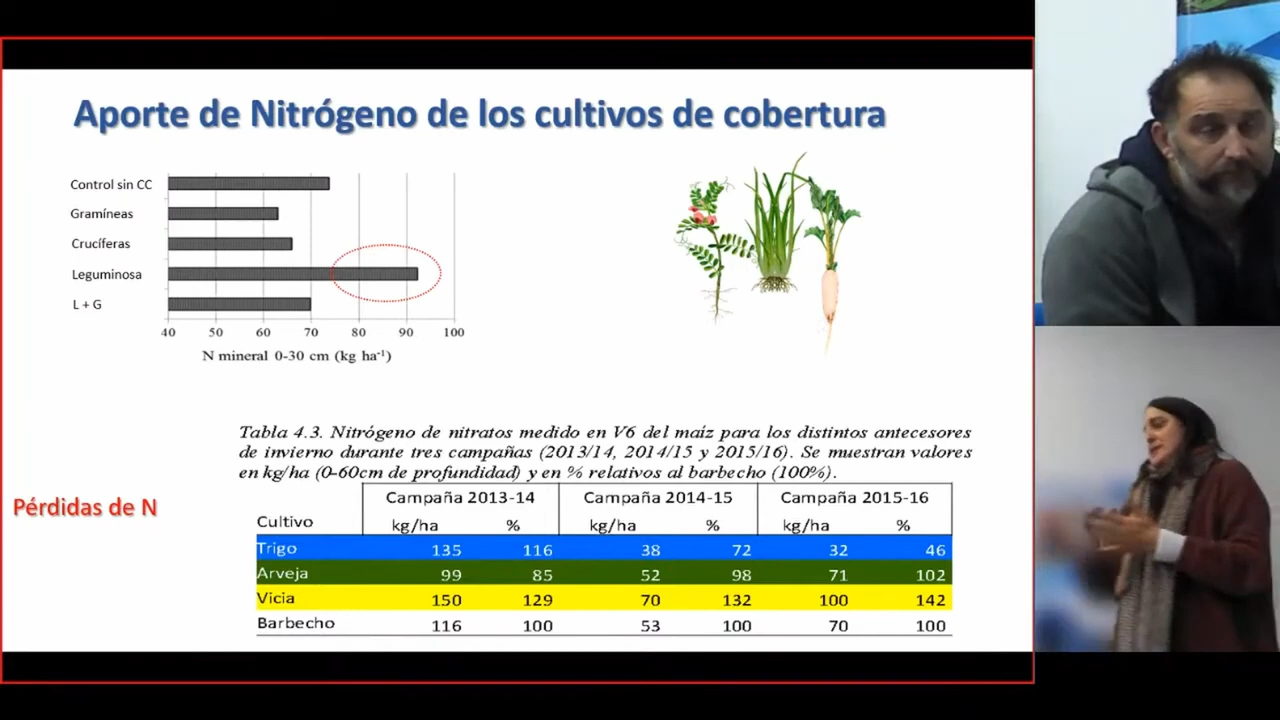 Aporte de Nitrógeno de los cultivos de cobertura
Control sin CC
Gramíneas
Crucíferas
Leguminosa
L + G
40 50 60 70 80 90 100
N mineral 0-30 cm (kg ha⁻¹)
Tabla 4.3. Nitrógeno de nitratos medido en V6 del maíz para los distintos antecesores
de invierno durante tres campañas (2013/14, 2014/15 y 2015/16). Se muestran valores
en kg/ha (0-60cm de profundidad) y en % relativos al barbecho (100%).
Pérdidas de N
Campaña 2013-14 Campaña 2014-15 Campaña 2015-16
Cultivo kg/ha % kg/ha % kg/ha %
Trigo 135 116 38 72 32 46
Arveja 99 85 52 98 71 102
Vicia 150 129 70 132 100 142
Barbecho 116 100 53 100 70 100